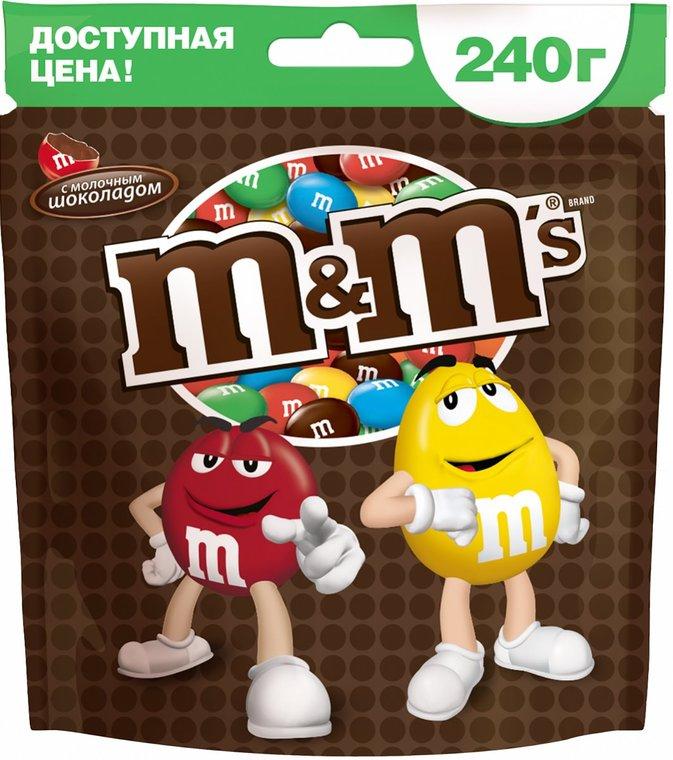 ДОСТУПНАЯ
ЦЕНА!
240г
с молочным
шоколадом
m&m's® BRAND
m
m